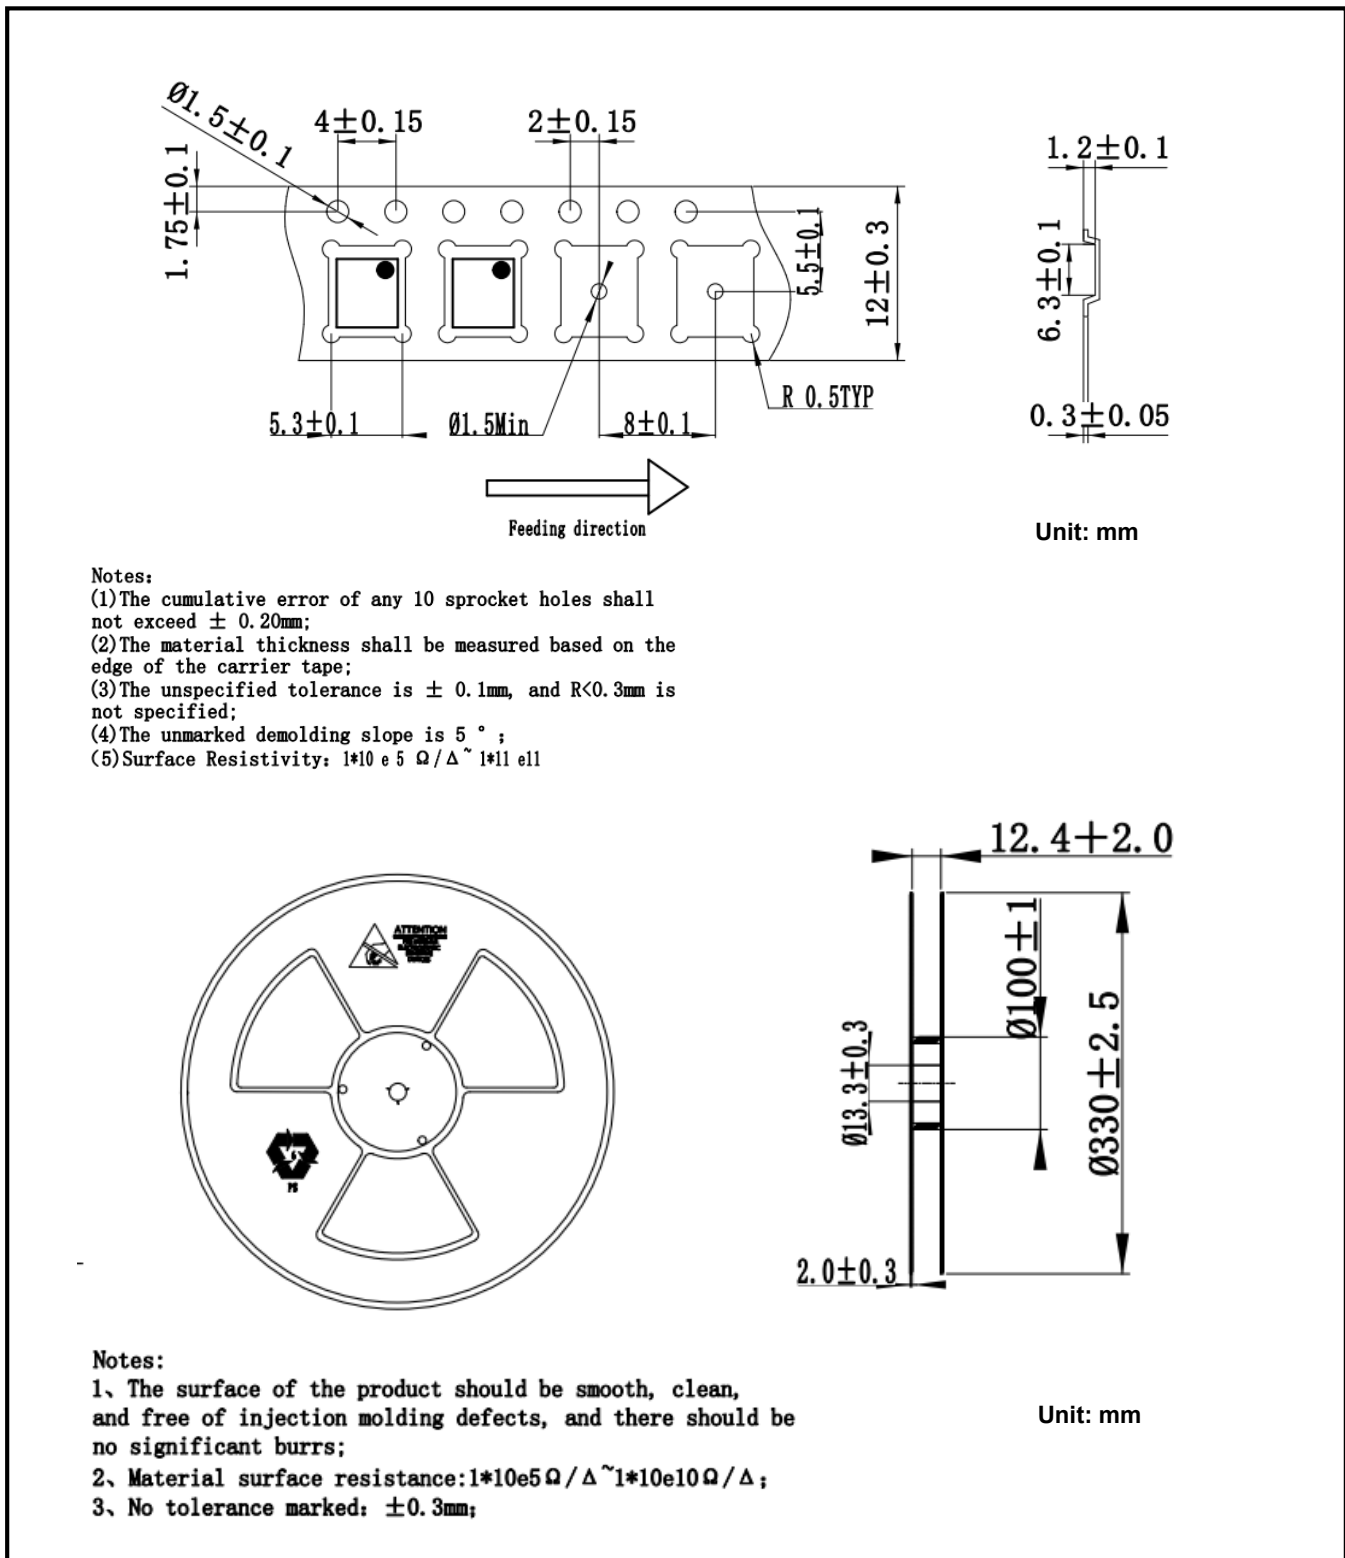 Ø1.5±0.1
4±0.15
2±0.15
1.2±0.1
1.75±0.1
5.5±0.1
12±0.3
6.3±0.1
R 0.5TYP
5.3±0.1
Ø1.5Min
8±0.1
0.3±0.05
Feeding direction
Unit: mm
Notes:
(1)The cumulative error of any 10 sprocket holes shall
not exceed ± 0.20mm;
(2)The material thickness shall be measured based on the
edge of the carrier tape;
(3)The unspecified tolerance is ± 0.1mm, and R<0.3mm is
not specified;
(4)The unmarked demolding slope is 5 ° ;
(5)Surface Resistivity: 1*10 e 5 Ω/Δ~ 1*11 e11
12.4+2.0
ATTENTION
Ø100±1
Ø13.3±0.3
Ø330±2.5
PS
2.0±0.3
Notes:
1、The surface of the product should be smooth, clean,
and free of injection molding defects, and there should be
no significant burrs;
Unit: mm
2、Material surface resistance:1*10e5Ω/Δ~1*10e10Ω/Δ;
3、No tolerance marked: ±0.3mm;